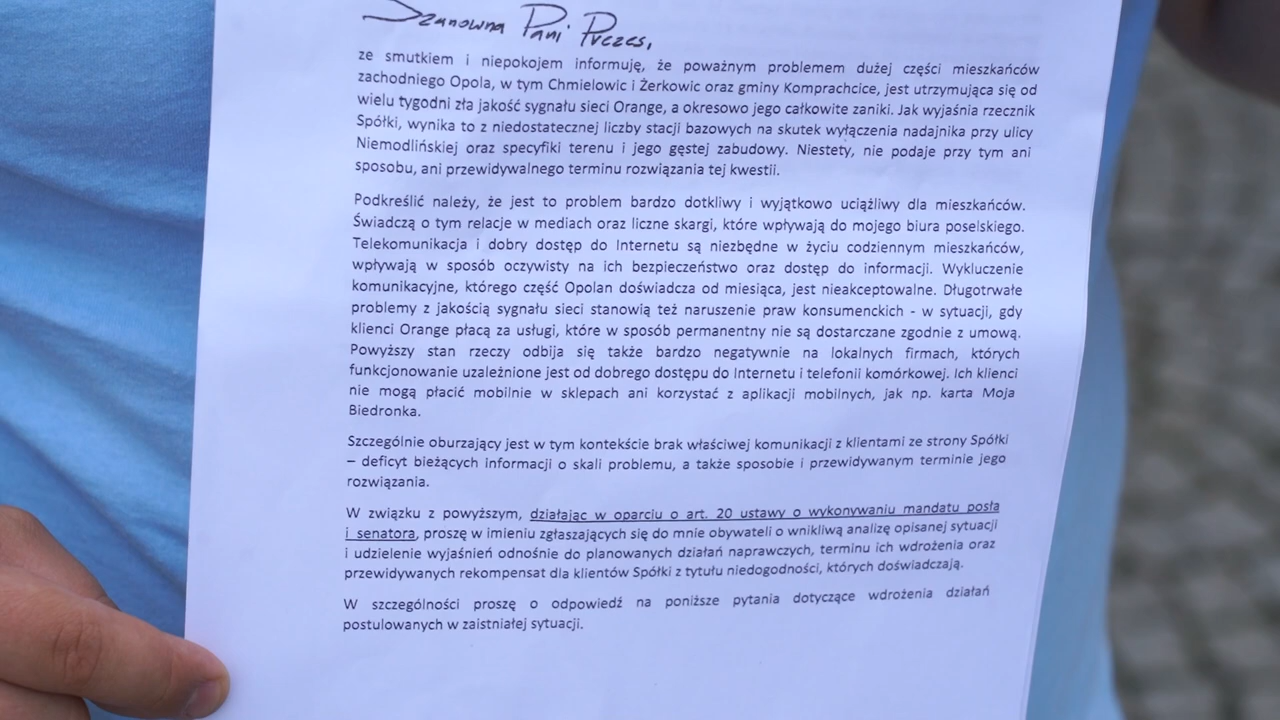 Szanowna Pani Prezes,
ze smutkiem i niepokojem informuję, że poważnym problemem dużej części mieszkańców
zachodniego Opola, w tym Chmielowic i Żerkowic oraz gminy Komprachcice, jest utrzymująca się od
wielu tygodni zła jakość sygnału sieci Orange, a okresowo jego całkowite zaniki. Jak wyjaśnia rzecznik
Spółki, wynika to z niedostatecznej liczby stacji bazowych na skutek wyłączenia nadajnika przy ulicy
Niemodlińskiej oraz specyfiki terenu i jego gęstej zabudowy. Niestety, nie podaje przy tym ani
sposobu, ani przewidywalnego terminu rozwiązania tej kwestii.
Podkreślić należy, że jest to problem bardzo dotkliwy i wyjątkowo uciążliwy dla mieszkańców.
Świadczą o tym relacje w mediach oraz liczne skargi, które wpływają do mojego biura poselskiego.
Telekomunikacja i dobry dostęp do Internetu są niezbędne w życiu codziennym mieszkańców,
wpływają w sposób oczywisty na ich bezpieczeństwo oraz dostęp do informacji. Wykluczenie
komunikacyjne, którego część Opolan doświadcza od miesiąca, jest nieakceptowalne. Długotrwałe
problemy z jakością sygnału sieci stanowią też naruszenie praw konsumenckich - w sytuacji, gdy
klienci Orange płacą za usługi, które w sposób permanentny nie są dostarczane zgodnie z umową.
Powyższy stan rzeczy odbija się także bardzo negatywnie na lokalnych firmach, których
funkcjonowanie uzależnione jest od dobrego dostępu do Internetu i telefonii komórkowej. Ich klienci
nie mogą płacić mobilnie w sklepach ani korzystać z aplikacji mobilnych, jak np. karta Moja
Biedronka.
Szczególnie oburzający jest w tym kontekście brak właściwej komunikacji z klientami ze strony Spółki
– deficyt bieżących informacji o skali problemu, a także sposobie i przewidywanym terminie jego
rozwiązania.
W związku z powyższym, działając w oparciu o art. 20 ustawy o wykonywaniu mandatu posła
i senatora, proszę w imieniu zgłaszających się do mnie obywateli o wnikliwą analizę opisanej sytuacji
i udzielenie wyjaśnień odnośnie do planowanych działań naprawczych, terminu ich wdrożenia oraz
przewidywanych rekompensat dla klientów Spółki z tytułu niedogodności, których doświadczają.
W szczególności proszę o odpowiedź na poniższe pytania dotyczące wdrożenia działań
postulowanych w zaistniałej sytuacji.